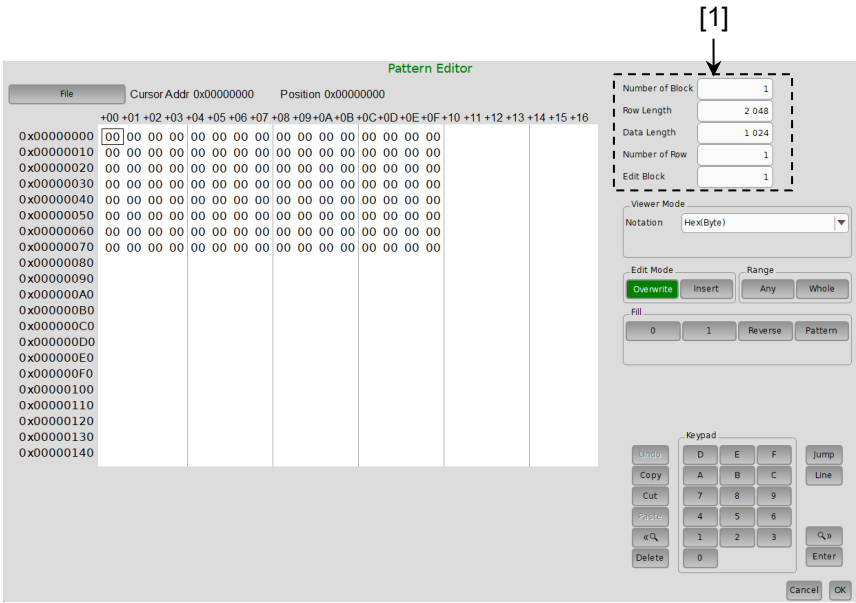 [1]
Pattern Editor
File
Cursor Addr 0x00000000 Position 0x00000000
+00 +01 +02 +03 +04 +05 +06 +07 +08 +09 +0A +0B +0C +0D +0E +0F +10 +11 +12 +13 +14 +15 +16
0x00000000 00 00 00 00 00 00 00 00 00 00 00 00 00 00 00 00
0x00000010 00 00 00 00 00 00 00 00 00 00 00 00 00 00 00 00
0x00000020 00 00 00 00 00 00 00 00 00 00 00 00 00 00 00 00
0x00000030 00 00 00 00 00 00 00 00 00 00 00 00 00 00 00 00
0x00000040 00 00 00 00 00 00 00 00 00 00 00 00 00 00 00 00
0x00000050 00 00 00 00 00 00 00 00 00 00 00 00 00 00 00 00
0x00000060 00 00 00 00 00 00 00 00 00 00 00 00 00 00 00 00
0x00000070 00 00 00 00 00 00 00 00 00 00 00 00 00 00 00 00
0x00000080
0x00000090
0x000000A0
0x000000B0
0x000000C0
0x000000D0
0x000000E0
0x000000F0
0x00000100
0x00000110
0x00000120
0x00000130
0x00000140
Number of Block 1
Row Length 2 048
Data Length 1 024
Number of Row 1
Edit Block 1
Viewer Mode
Notation Hex(Byte)
Edit Mode Range
Overwrite Insert Any Whole
Fill
0 1 Reverse Pattern
Keypad
Undo D E F Jump
Copy A B C Line
Cut 7 8 9
Paste 4 5 6
« 1 2 3 »
Delete 0 Enter
Cancel OK